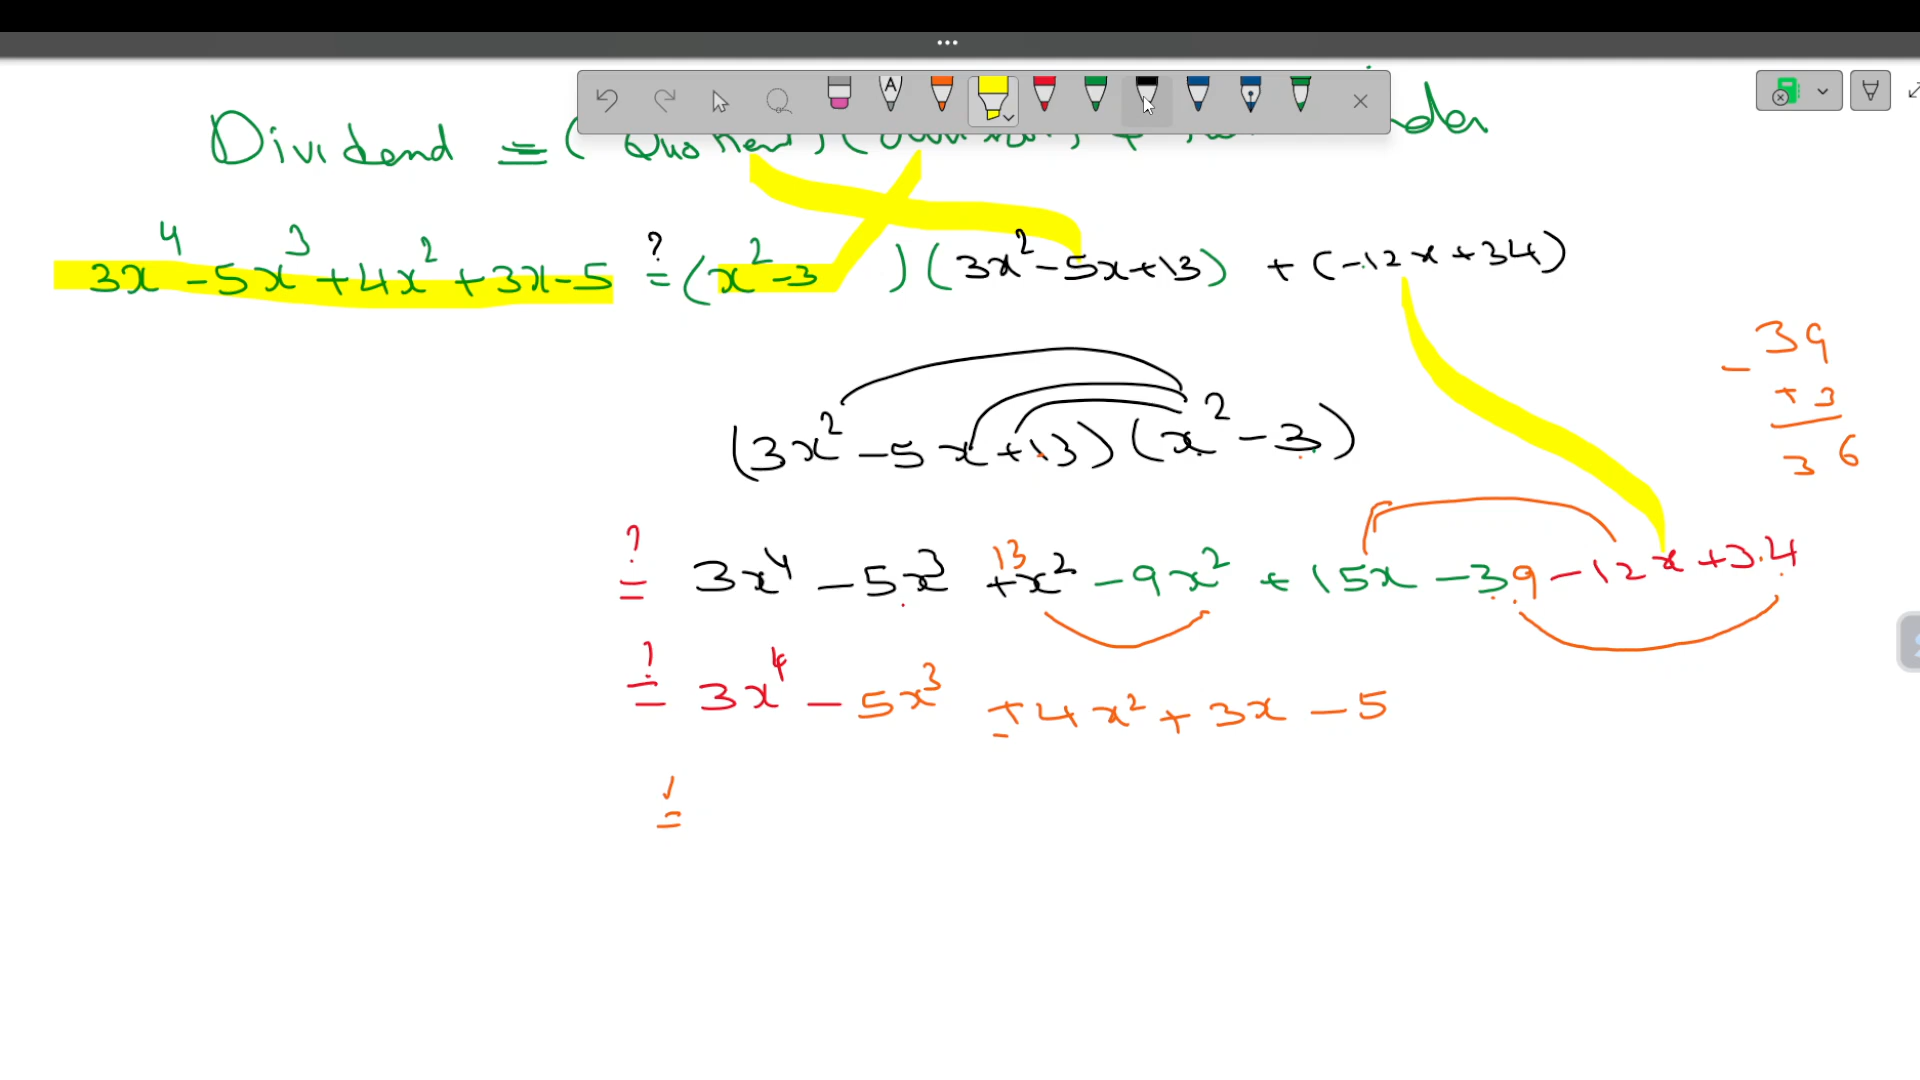 Dividend = (
3x⁴ - 5x³ + 4x² + 3x - 5 ?= (x² - 3 ) (3x² - 5x + 13) + (-12x + 34)
(3x² - 5x + 13) (x² - 3)
?= 3x⁴ - 5x³ + 13x² - 9x² + 15x - 39 - 12x + 34
?= 3x⁴ - 5x³ + 4x² + 3x - 5
=
39
- + 3
36